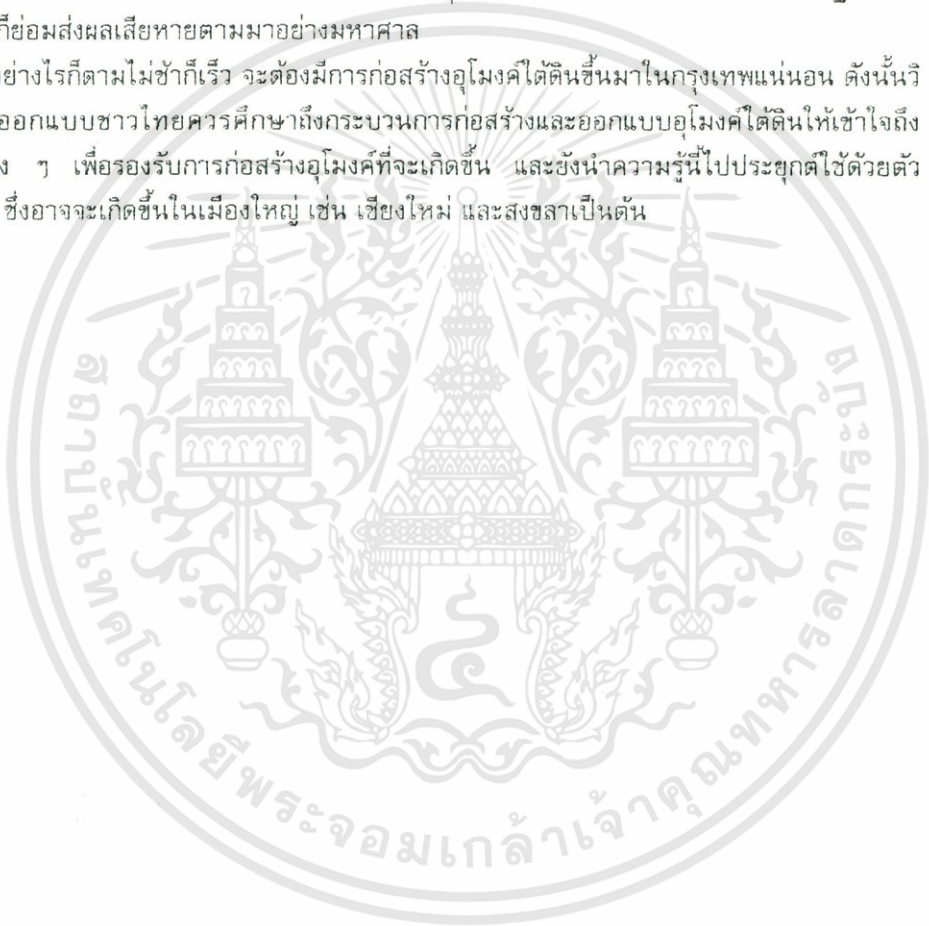 ก็ย่อมส่งผลเสียหายตามมาอย่างมหาศาล
ย่างไรก็ตามไม่ช้าก็เร็ว จะต้องมีการก่อสร้างอุโมงค์ใต้ดินขึ้นมาในกรุงเทพแน่นอน ดังนั้นวิ
ออกแบบชาวไทยควรศึกษาถึงกระบวนการก่อสร้างและออกแบบอุโมงค์ใต้ดินให้เข้าใจถึง
ง ๆ เพื่อรองรับการก่อสร้างอุโมงค์ที่จะเกิดขึ้น และยังนำความรู้นี้ไปประยุกต์ใช้ด้วยตัว
ซึ่งอาจจะเกิดขึ้นในเมืองใหญ่ เช่น เชียงใหม่ และสงขลาเป็นต้น
สถาบันเทคโนโลยีพระจอมเกล้าเจ้าคุณทหารลาดกระบัง